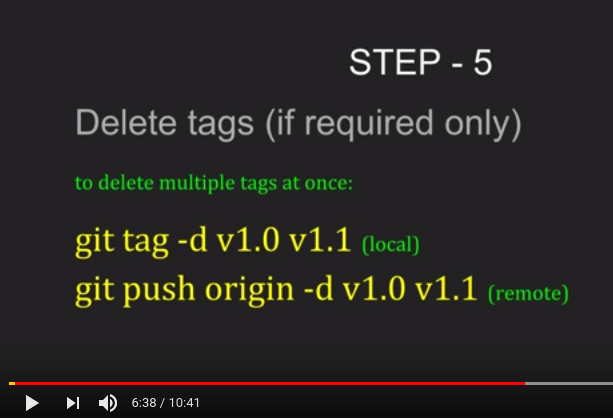 STEP - 5
Delete tags (if required only)
to delete multiple tags at once:
git tag -d v1.0 v1.1 (local)
git push origin -d v1.0 v1.1 (remote)
6:38 / 10:41